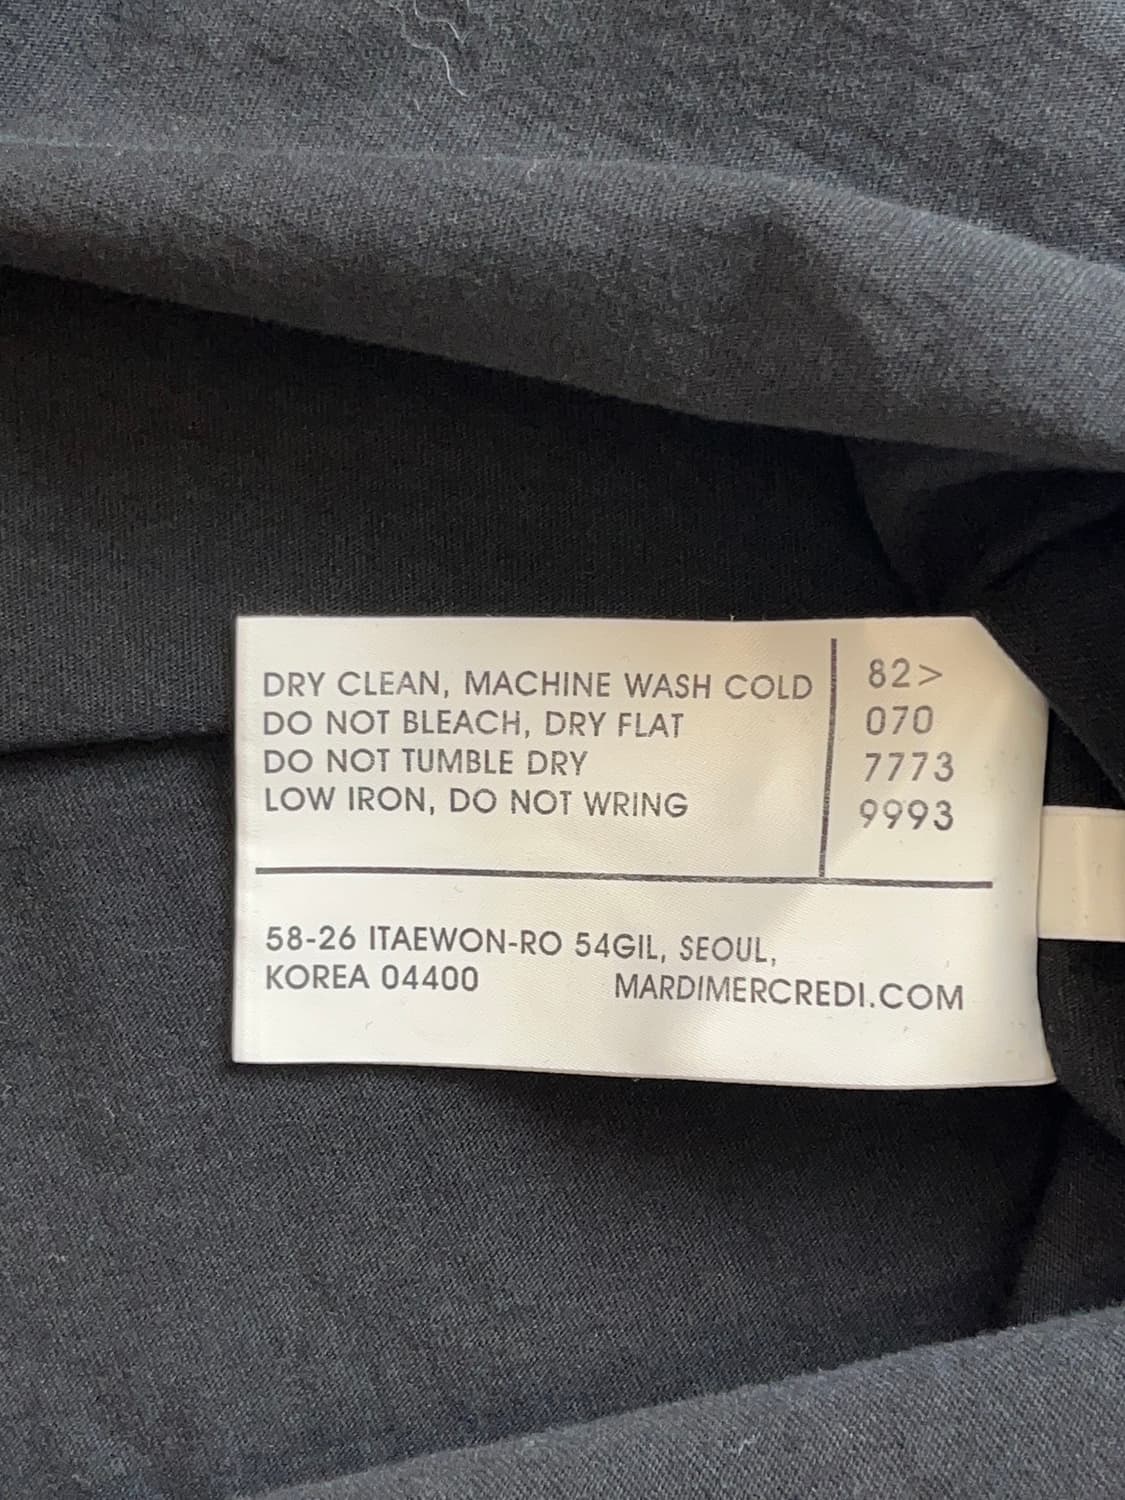 DRY CLEAN, MACHINE WASH COLD
DO NOT BLEACH, DRY FLAT
DO NOT TUMBLE DRY
LOW IRON, DO NOT WRING
82>
070
7773
9993
58-26 ITAEWON-RO 54GIL, SEOUL,
KOREA 04400 MARDIMERCREDI.COM